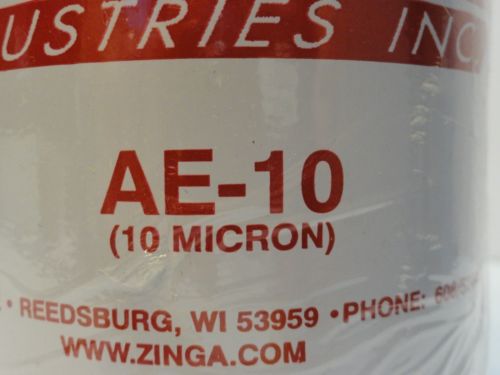 USTRIES INC.
AE-10
(10 MICRON)
• REEDSBURG, WI 53959 • PHONE:
WWW.ZINGA.COM